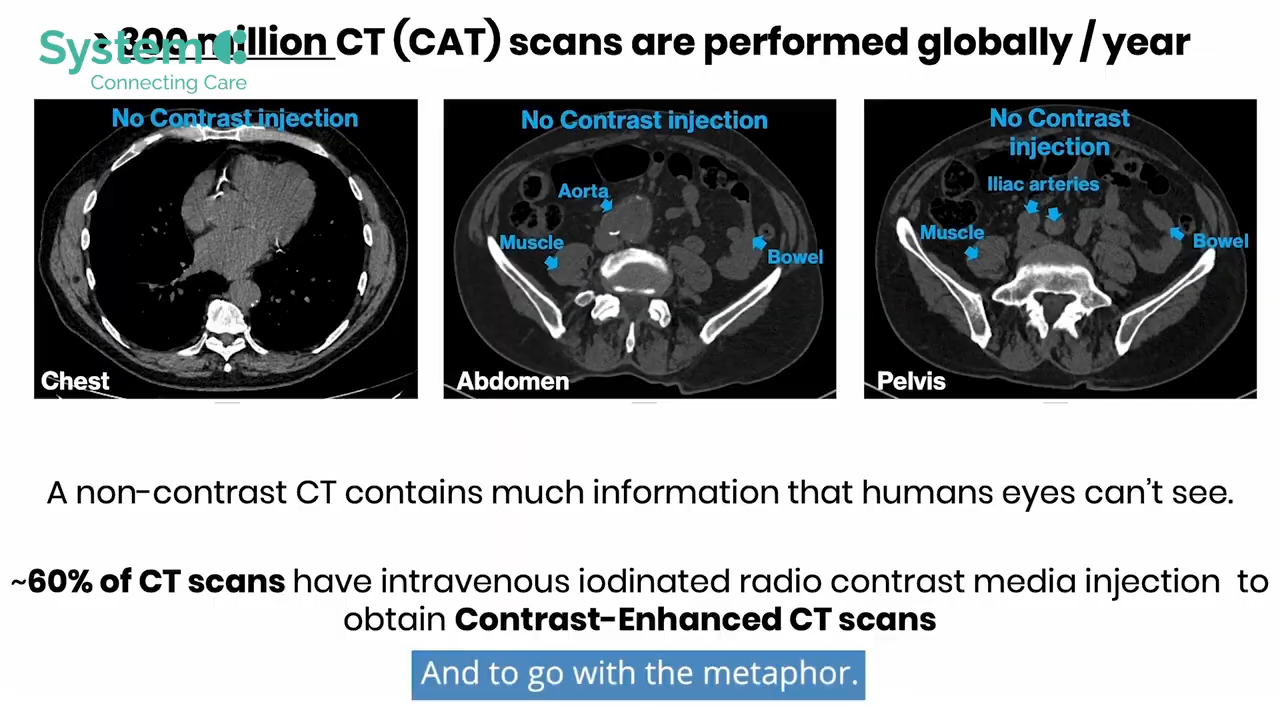 > 300 million CT (CAT) scans are performed globally / year
System
Connecting Care
No Contrast injection
Chest
No Contrast injection
Aorta
Muscle
Bowel
Abdomen
No Contrast
injection
Iliac arteries
Muscle
Bowel
Pelvis
A non-contrast CT contains much information that humans eyes can't see.
~60% of CT scans have intravenous iodinated radio contrast media injection to
obtain Contrast-Enhanced CT scans
And to go with the metaphor.